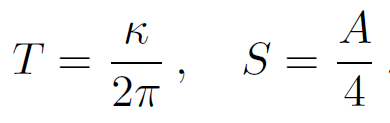 T = κ/2π , S = A/4 .